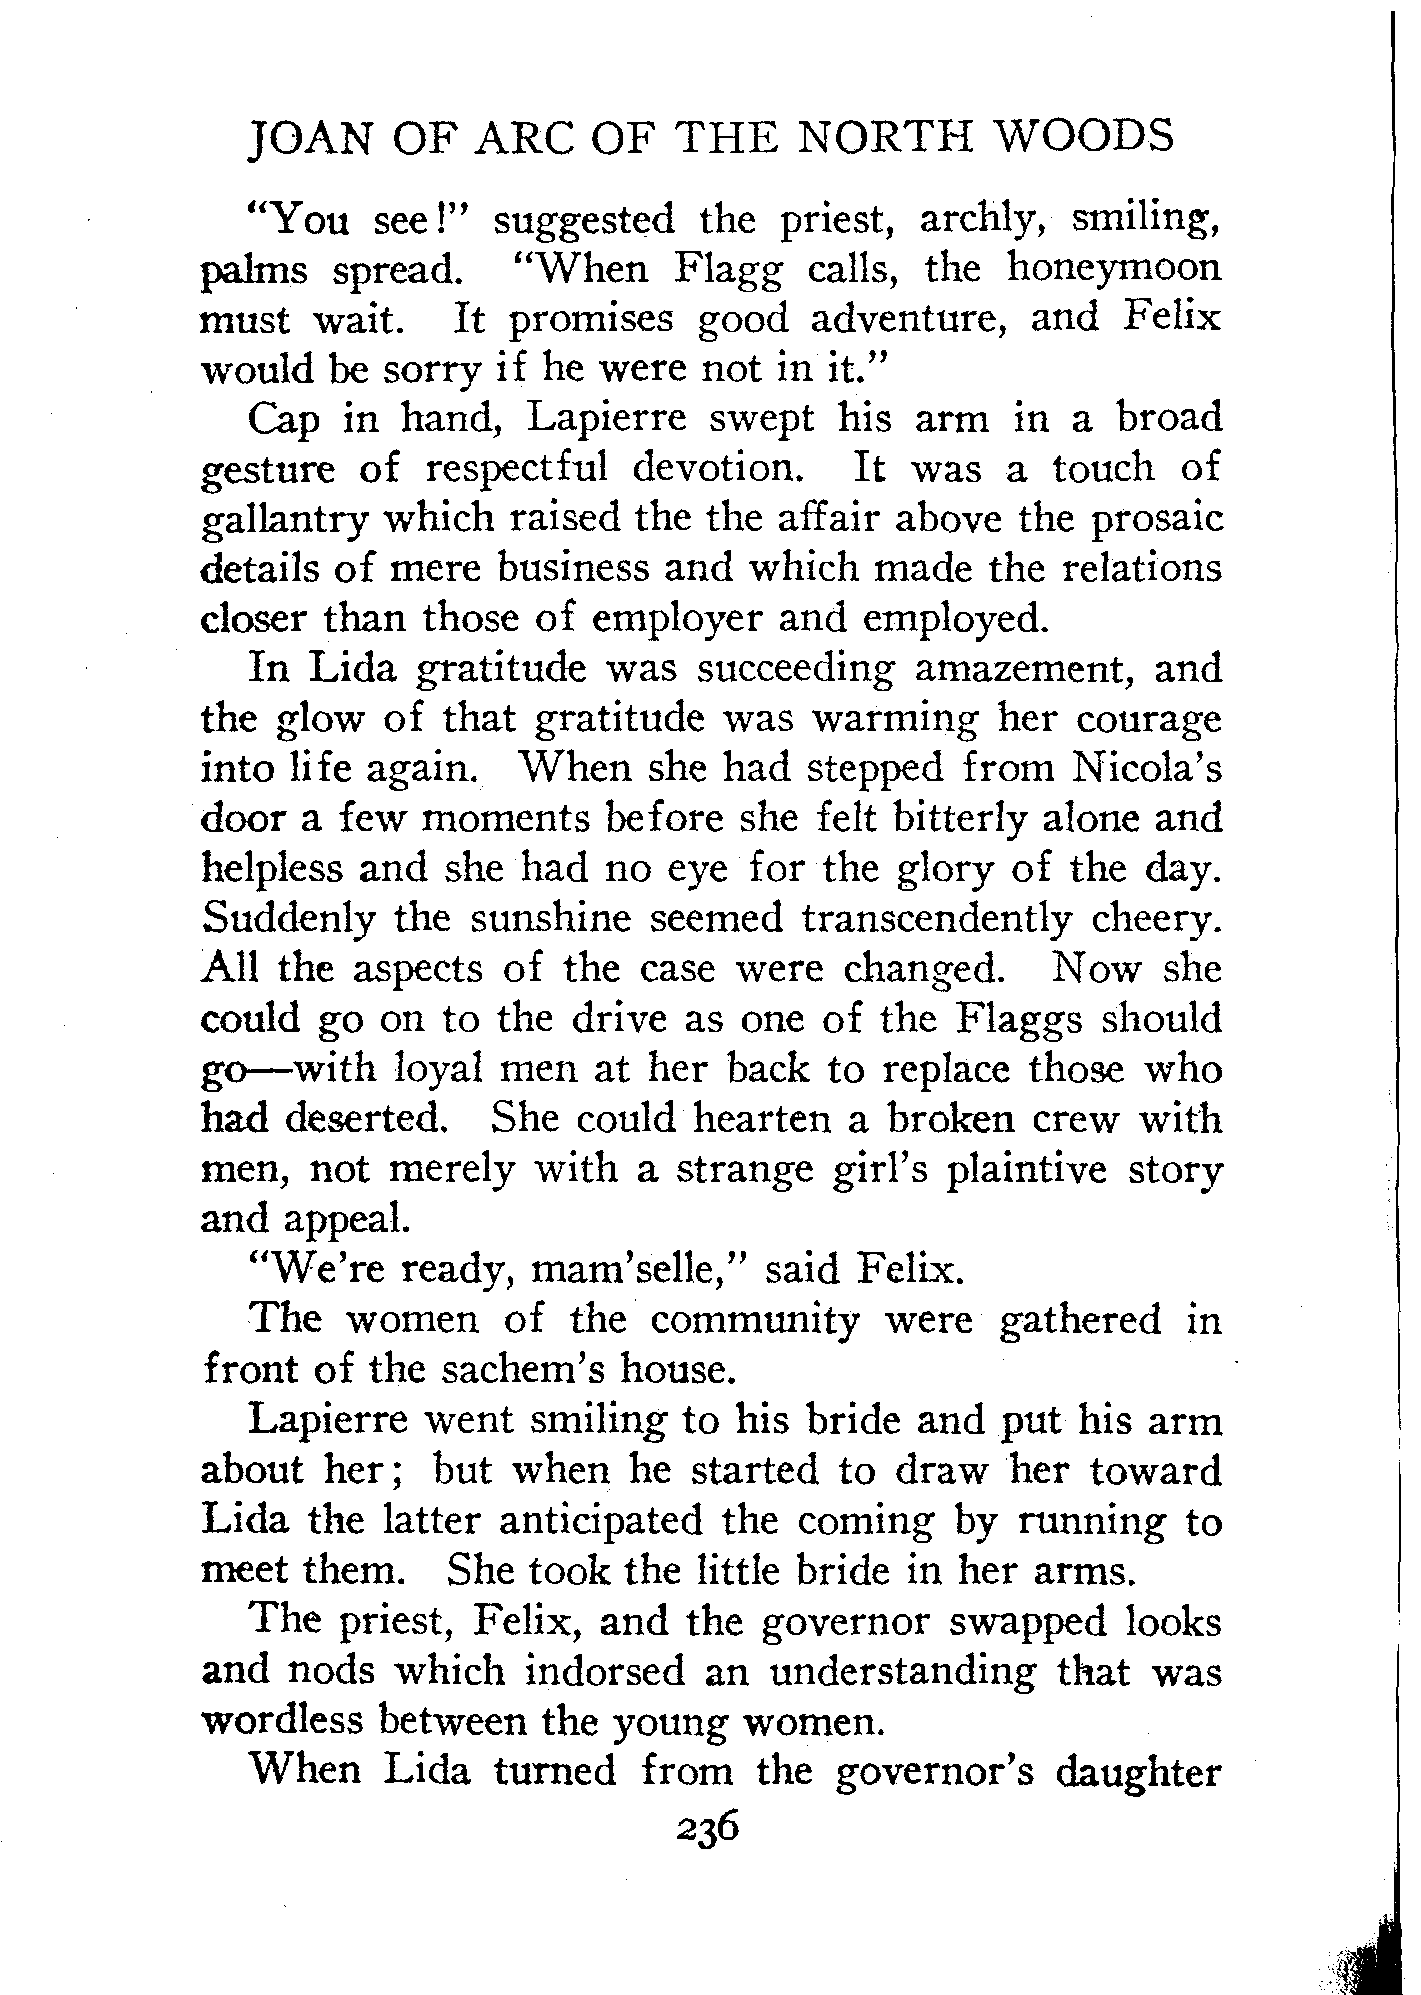 JOAN OF ARC OF THE NORTH WOODS
"You see!" suggested the priest, archly, smiling,
palms spread. "When Flagg calls, the honeymoon
must wait. It promises good adventure, and Felix
would be sorry if he were not in it."
Cap in hand, Lapierre swept his arm in a broad
gesture of respectful devotion. It was a touch of
gallantry which raised the the affair above the prosaic
details of mere business and which made the relations
closer than those of employer and employed.
In Lida gratitude was succeeding amazement, and
the glow of that gratitude was warming her courage
into life again. When she had stepped from Nicola's
door a few moments before she felt bitterly alone and
helpless and she had no eye for the glory of the day.
Suddenly the sunshine seemed transcendently cheery.
All the aspects of the case were changed. Now she
could go on to the drive as one of the Flaggs should
go—with loyal men at her back to replace those who
had deserted. She could hearten a broken crew with
men, not merely with a strange girl's plaintive story
and appeal.
"We're ready, mam'selle," said Felix.
The women of the community were gathered in
front of the sachem's house.
Lapierre went smiling to his bride and put his arm
about her; but when he started to draw her toward
Lida the latter anticipated the coming by running to
meet them. She took the little bride in her arms.
The priest, Felix, and the governor swapped looks
and nods which indorsed an understanding that was
wordless between the young women.
When Lida turned from the governor's daughter
236